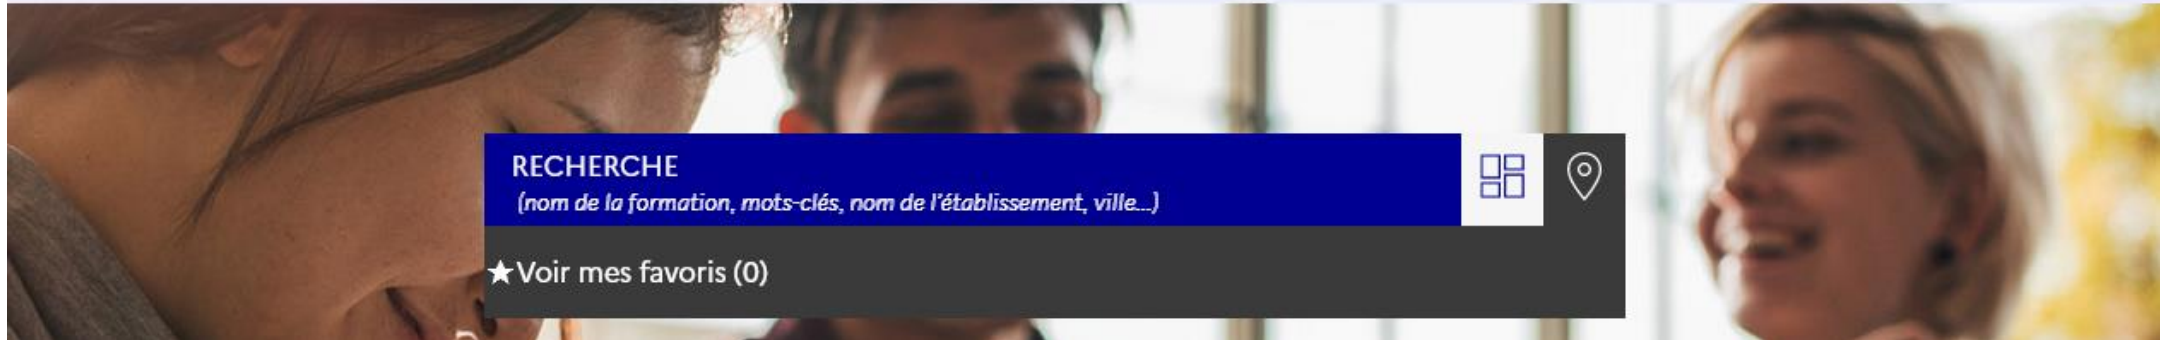 RECHERCHE
(nom de la formation, mots-clés, nom de l'établissement, ville...)
★Voir mes favoris (0)